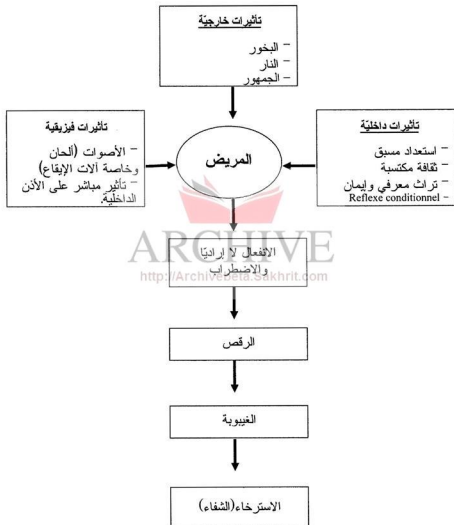 تأثيرات خارجيّة
– البخور
– النار
– الجمهور
تأثيرات داخليّة
– استعداد مسبق
– ثقافة مكتسبة
– تراث معرفي وإيمان
Reflexe conditionnel –
المريض
تأثيرات فيزيقية
– الأصوات (ألحان
وخاصة آلات الإيقاع)
– تأثير مباشر على الأذن
الداخلية.
ARCHIVE
http://Archivebeta.Sakhrit.com
الانفعال لا إراديّا
والاضطراب
الرقص
الغيبوبة
الاسترخاء(الشفاء)